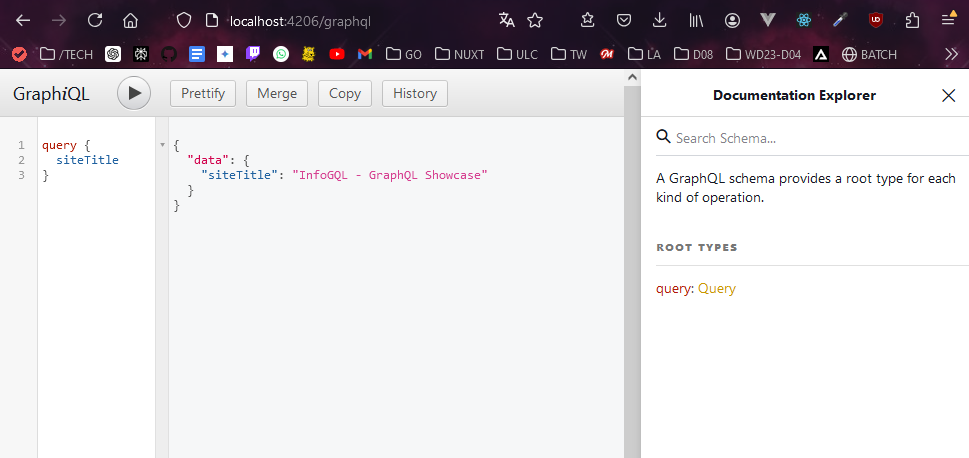 localhost:4206/graphql
/TECH
GO
NUXT
ULC
TW
LA
D08
WD23-D04
BATCH
GraphiQL
Prettify
Merge
Copy
History
1 query {
2 siteTitle
3 }
{
"data": {
"siteTitle": "InfoGQL - GraphQL Showcase"
}
}
Documentation Explorer
Search Schema...
A GraphQL schema provides a root type for each
kind of operation.
ROOT TYPES
query: Query